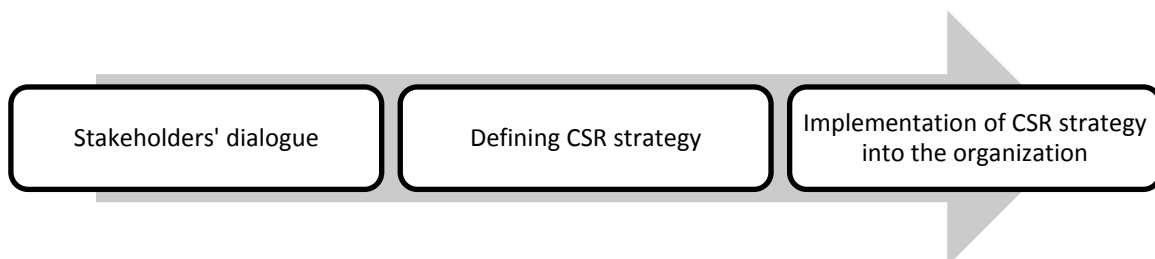 Stakeholders' dialogue
Defining CSR strategy
Implementation of CSR strategy
into the organization